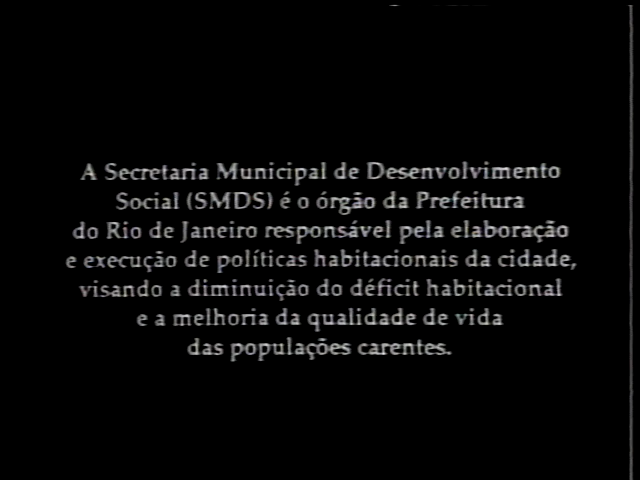 A Secretaria Municipal de Desenvolvimento
Social (SMDS) é o órgão da Prefeitura
do Rio de Janeiro responsável pela elaboração
e execução de políticas habitacionais da cidade,
visando a diminuição do déficit habitacional
e a melhoria da qualidade de vida
das populações carentes.